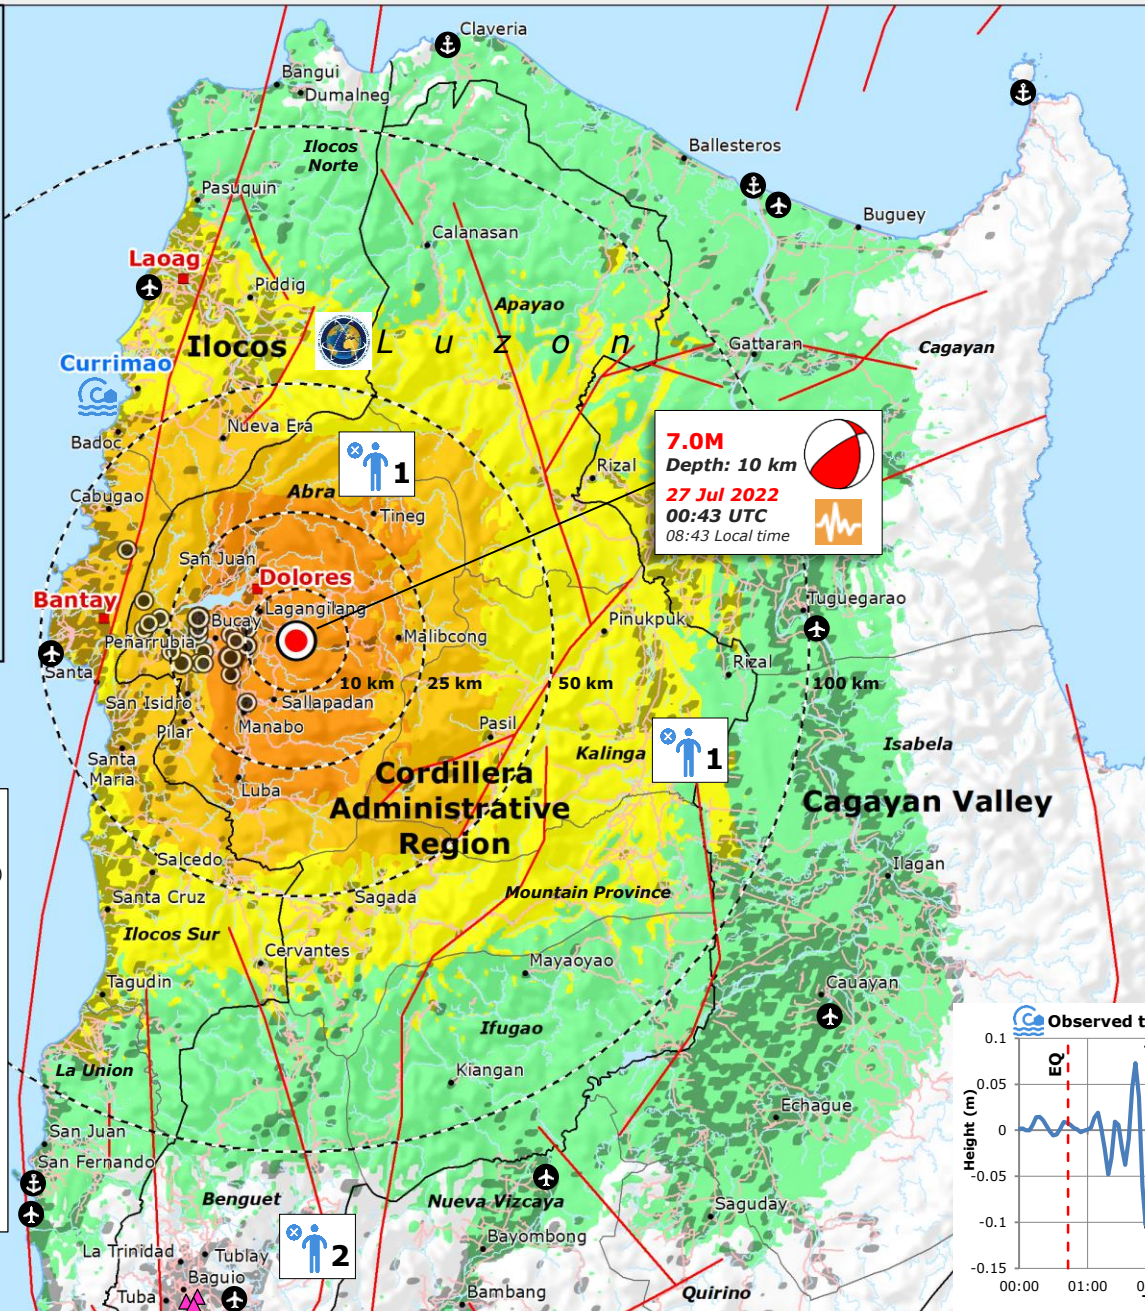 Claveria
Bangui
Dumalneg
Ilocos
Norte
Ballesteros
Pasuquin
Buguey
Calanasan
Laoag
Piddig
Apayao
Ilocos
Luzon
Gattaran
Cagayan
Currimao
Nueva Era
Badoc
7.0M
Depth: 10 km
27 Jul 2022
00:43 UTC
08:43 Local time
1
Rizal
Abra
Cabugao
Tineg
San Juan
Dolores
Bantay
Lagangilang
Tuguegarao
Bucay
Pinukpuk
Peñarrubia
Malibcong
Rizal
Santa
10 km
25 km
50 km
100 km
San Isidro
Sallapadan
Pilar
Manabo
Pasil
Santa
Maria
Kalinga
1
Isabela
Luba
Cordillera
Administrative
Region
Cagayan Valley
Salcedo
Ilagan
Santa Cruz
Sagada
Mountain Province
Ilocos Sur
Cervantes
Mayaoyao
Tagudin
Cauayan
Ifugao
Observed t
0.1
0.05
0
-0.05
-0.1
-0.15
Height (m)
EQ
00:00
01:00
0
La Union
Kiangan
Echague
San Juan
San Fernando
Benguet
Nueva Vizcaya
Saguday
2
La Trinidad
Tublay
Bayombong
Baguio
Tuba
Bambang
Quirino